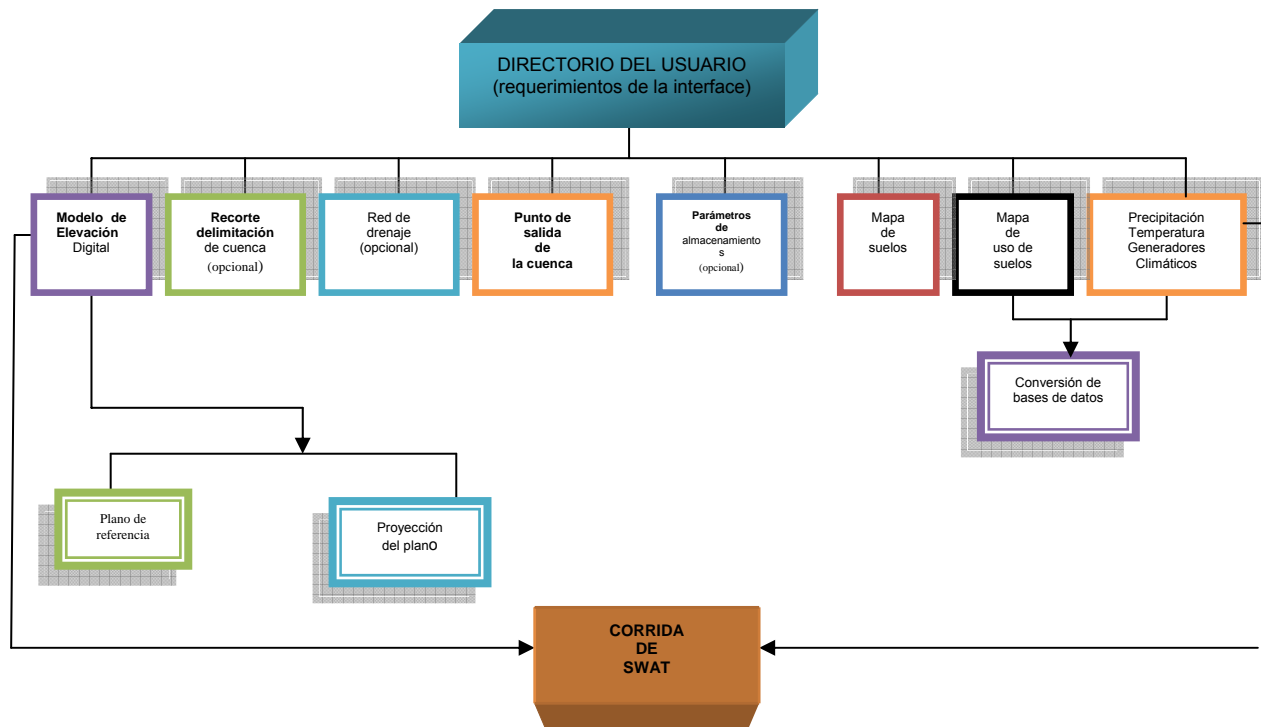 DIRECTORIO DEL USUARIO
(requerimientos de la interface)
Modelo de
Elevación
Digital
Recorte
delimitación
de cuenca
(opcional)
Red de
drenaje
(opcional)
Punto de
salida
de
la cuenca
Parámetros
de
almacenamiento
s
(opcional)
Mapa
de
suelos
Mapa
de
uso de
suelos
Precipitación
Temperatura
Generadores
Climáticos
Conversión de
bases de datos
Plano de
referencia
Proyección
del plano
CORRIDA
DE
SWAT